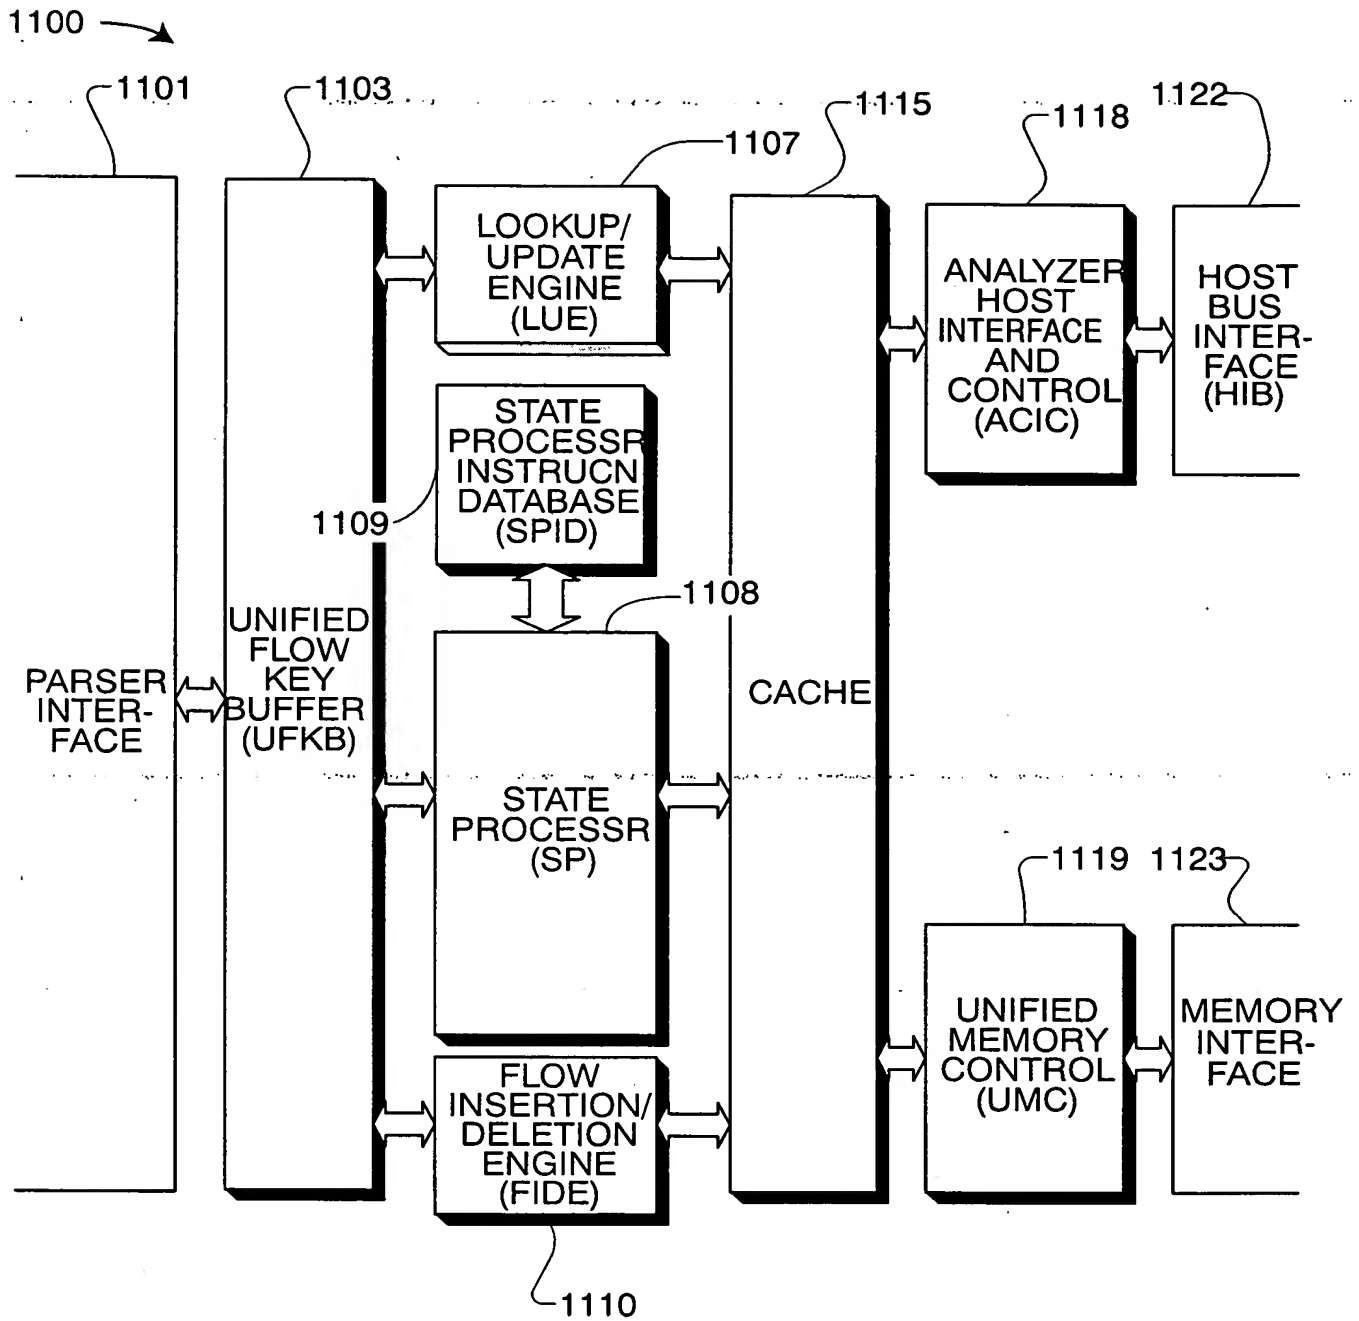 1100
1101
1103
1107
1115
1118
1122
LOOKUP/
UPDATE
ENGINE
(LUE)
ANALYZER
HOST
INTERFACE
AND
CONTROL
(ACIC)
HOST
BUS
INTER-
FACE
(HIB)
STATE
PROCESSR
INSTRUCN
DATABASE
(SPID)
1109
1108
UNIFIED
FLOW
KEY
BUFFER
(UFKB)
PARSER
INTER-
FACE
CACHE
STATE
PROCESSR
(SP)
1119
1123
UNIFIED
MEMORY
CONTROL
(UMC)
MEMORY
INTER-
FACE
FLOW
INSERTION/
DELETION
ENGINE
(FIDE)
1110